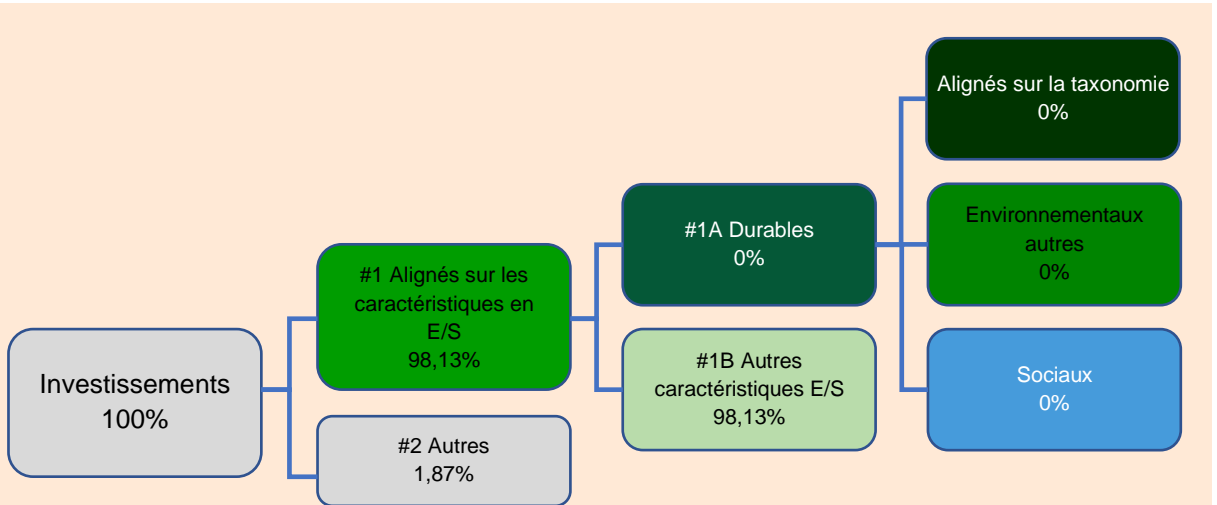 Investissements
100%
#1 Alignés sur les
caractéristiques en
E/S
98,13%
#2 Autres
1,87%
#1A Durables
0%
#1B Autres
caractéristiques E/S
98,13%
Alignés sur la taxonomie
0%
Environnementaux
autres
0%
Sociaux
0%